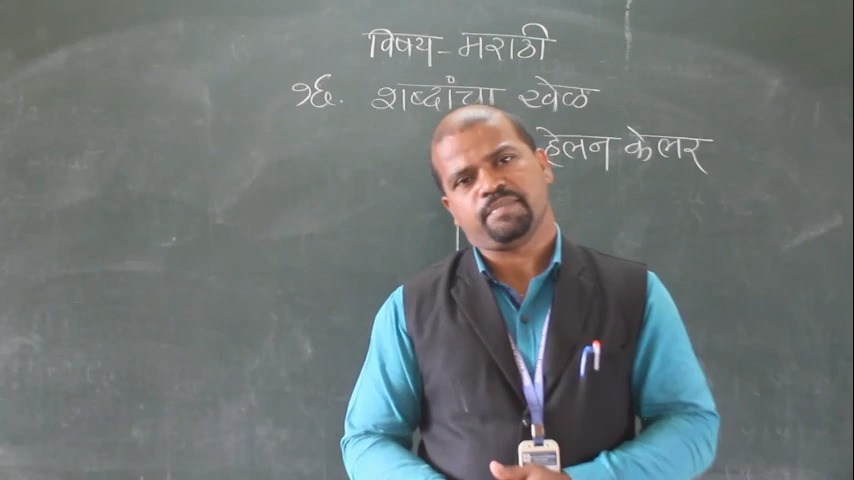 विषय - मराठी
१६. शब्दांचा खेळ
हेलन केलर